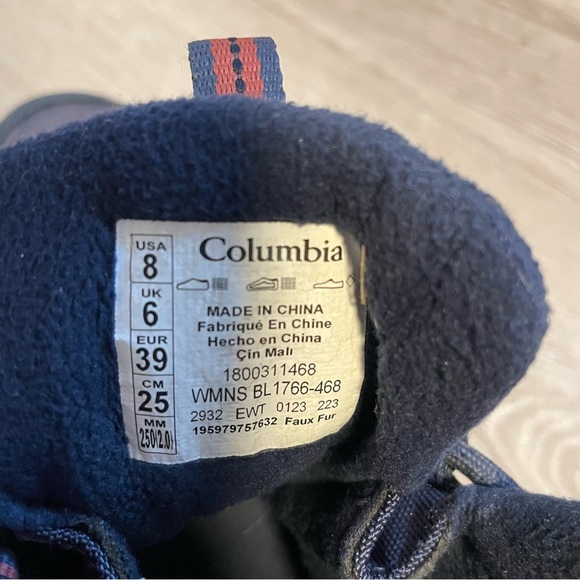 USA
8
UK
6
EUR
39
CM
25
MM
250(2.0)
Columbia
MADE IN CHINA
Fabriqué En Chine
Hecho en China
Çin Malı
1800311468
WMNS BL1766-468
2932 EWT 0123 223
195979757632 Faux Fur